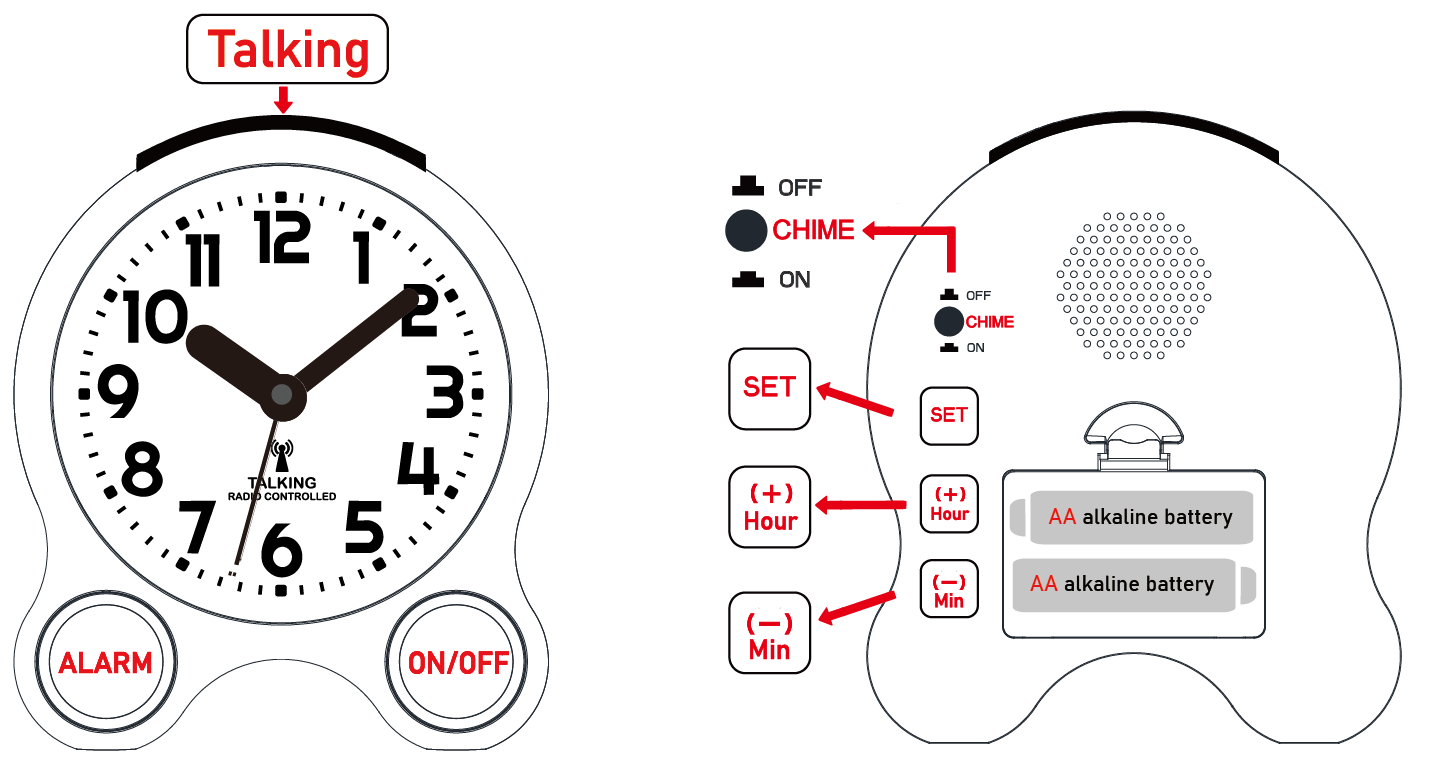 Talking
12
11
1
10
2
9
3
8
4
7
5
6
TALKING
RADIO CONTROLLED
ALARM
ON/OFF
OFF
CHIME
ON
SET
(+)
Hour
(—)
Min
OFF
CHIME
ON
SET
(+)
Hour
(—)
Min
AA alkaline battery
AA alkaline battery